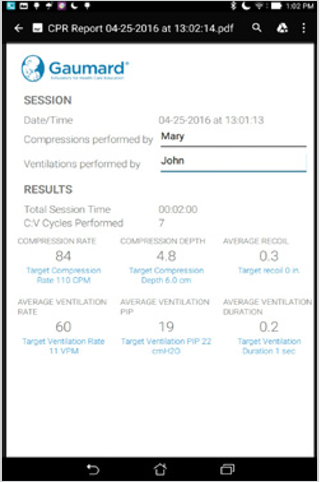 1:02 PM
CPR Report 04-25-2016 at 13:02:14.pdf
Gaumard®
Simulators for Health Care Education
SESSION
Date/Time 04-25-2016 at 13:01:13
Compressions performed by Mary
Ventilations performed by John
RESULTS
Total Session Time 00:02:00
C:V Cycles Performed 7
COMPRESSION RATE COMPRESSION DEPTH AVERAGE RECOIL
84 4.8 0.3
Target Compression Target Compression Target recoil 0 in.
Rate 110 CPM Depth 6.0 cm
AVERAGE VENTILATION AVERAGE VENTILATION AVERAGE VENTILATION
RATE PIP DURATION
60 19 0.2
Target Ventilation Rate Target Ventilation PIP 22 Target Ventilation
11 VPM cmH2O Duration 1 sec